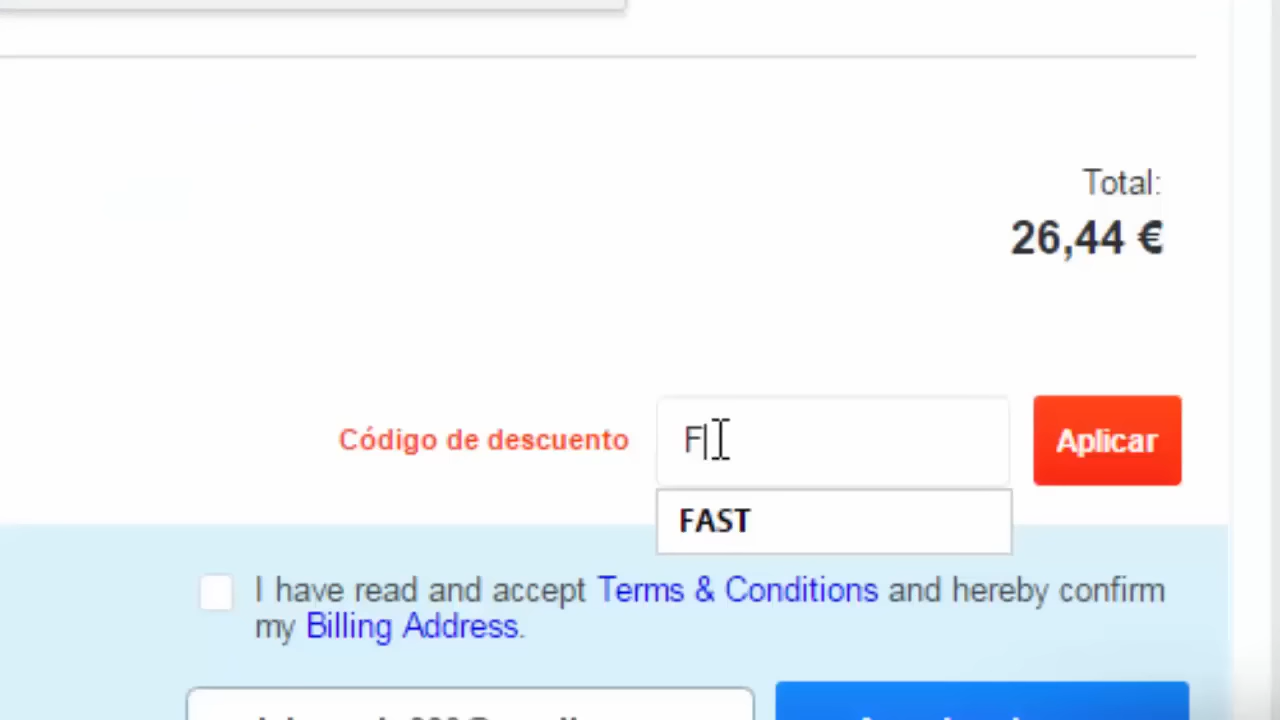 Total:
26,44 €
Código de descuento
F
Aplicar
FAST
I have read and accept Terms & Conditions and hereby confirm
my Billing Address.